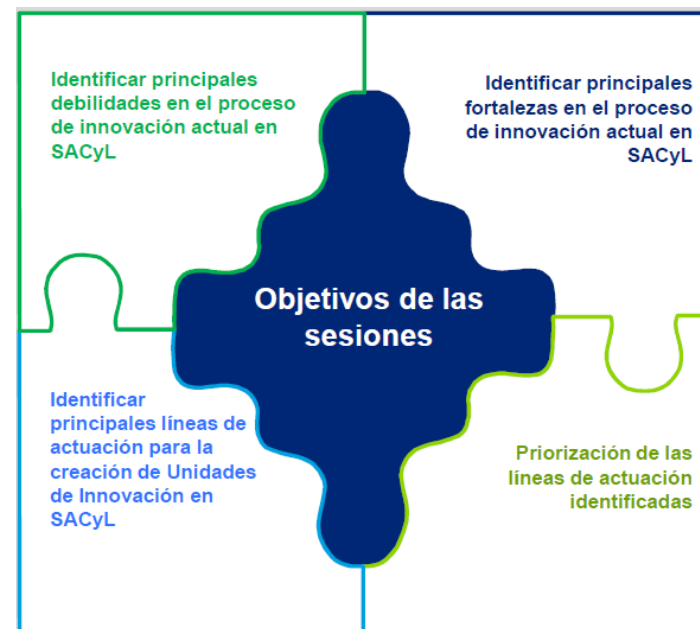 Identificar principales
debilidades en el proceso
de innovación actual en
SACyL
Identificar principales
fortalezas en el proceso
de innovación actual en
SACyL
Objetivos de las
sesiones
Identificar
principales líneas de
actuación para la
creación de Unidades
de Innovación en
SACyL
Priorización de las
líneas de actuación
identificadas